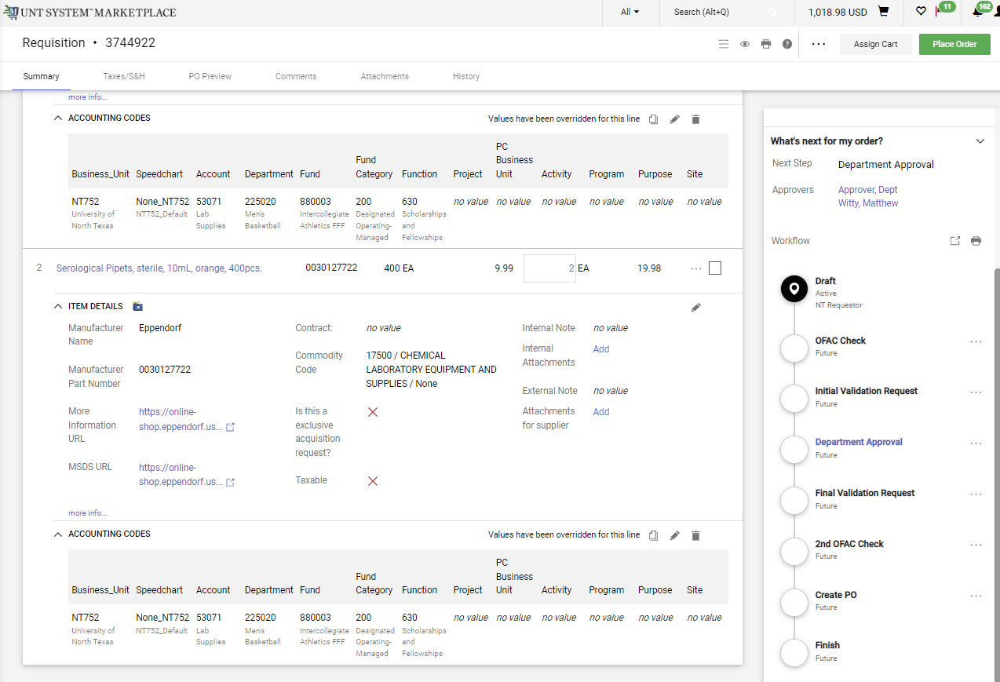 UNT SYSTEM™ MARKETPLACE
All
Search (Alt+Q)
1,018.98 USD
11
162
Requisition • 3744922
Assign Cart
Place Order
Summary
Taxes/S&H
PO Preview
Comments
Attachments
History
more info...
ACCOUNTING CODES
Values have been overridden for this line
Business_Unit Speedchart Account Department Fund Fund Category Function Project PC Business Unit Activity Program Purpose Site
NT752 None_NT752 53071 225020 880003 200 630 no value no value no value no value no value no value
University of North Texas
NT752_Default
Lab Supplies
Men's Basketball
Intercollegiate Athletics FFF
Designated Operating-Managed
Scholarships and Fellowships
2 Serological Pipets, sterile, 10mL, orange, 400pcs. 0030127722 400 EA 9.99 2 EA 19.98 ...
ITEM DETAILS
Manufacturer Name
Eppendorf
Manufacturer Part Number
0030127722
More Information URL
https://online-
shop.eppendorf.us...
MSDS URL
https://online-
shop.eppendorf.us...
Contract:
no value
Commodity Code
17500 / CHEMICAL
LABORATORY EQUIPMENT AND
SUPPLIES / None
Is this a
exclusive
acquisition
request?
Taxable
Internal Note
no value
Internal Attachments
Add
External Note
no value
Attachments for supplier
Add
more info...
ACCOUNTING CODES
Values have been overridden for this line
Business_Unit Speedchart Account Department Fund Fund Category Function Project PC Business Unit Activity Program Purpose Site
NT752 None_NT752 53071 225020 880003 200 630 no value no value no value no value no value no value
University of North Texas
NT752_Default
Lab Supplies
Men's Basketball
Intercollegiate Athletics FFF
Designated Operating-Managed
Scholarships and Fellowships
What's next for my order?
Next Step
Department Approval
Approvers
Approver, Dept
Witty, Matthew
Workflow
Draft
Active
NT Requestor
OFAC Check
Future
Initial Validation Request
Future
Department Approval
Future
Final Validation Request
Future
2nd OFAC Check
Future
Create PO
Future
Finish
Future